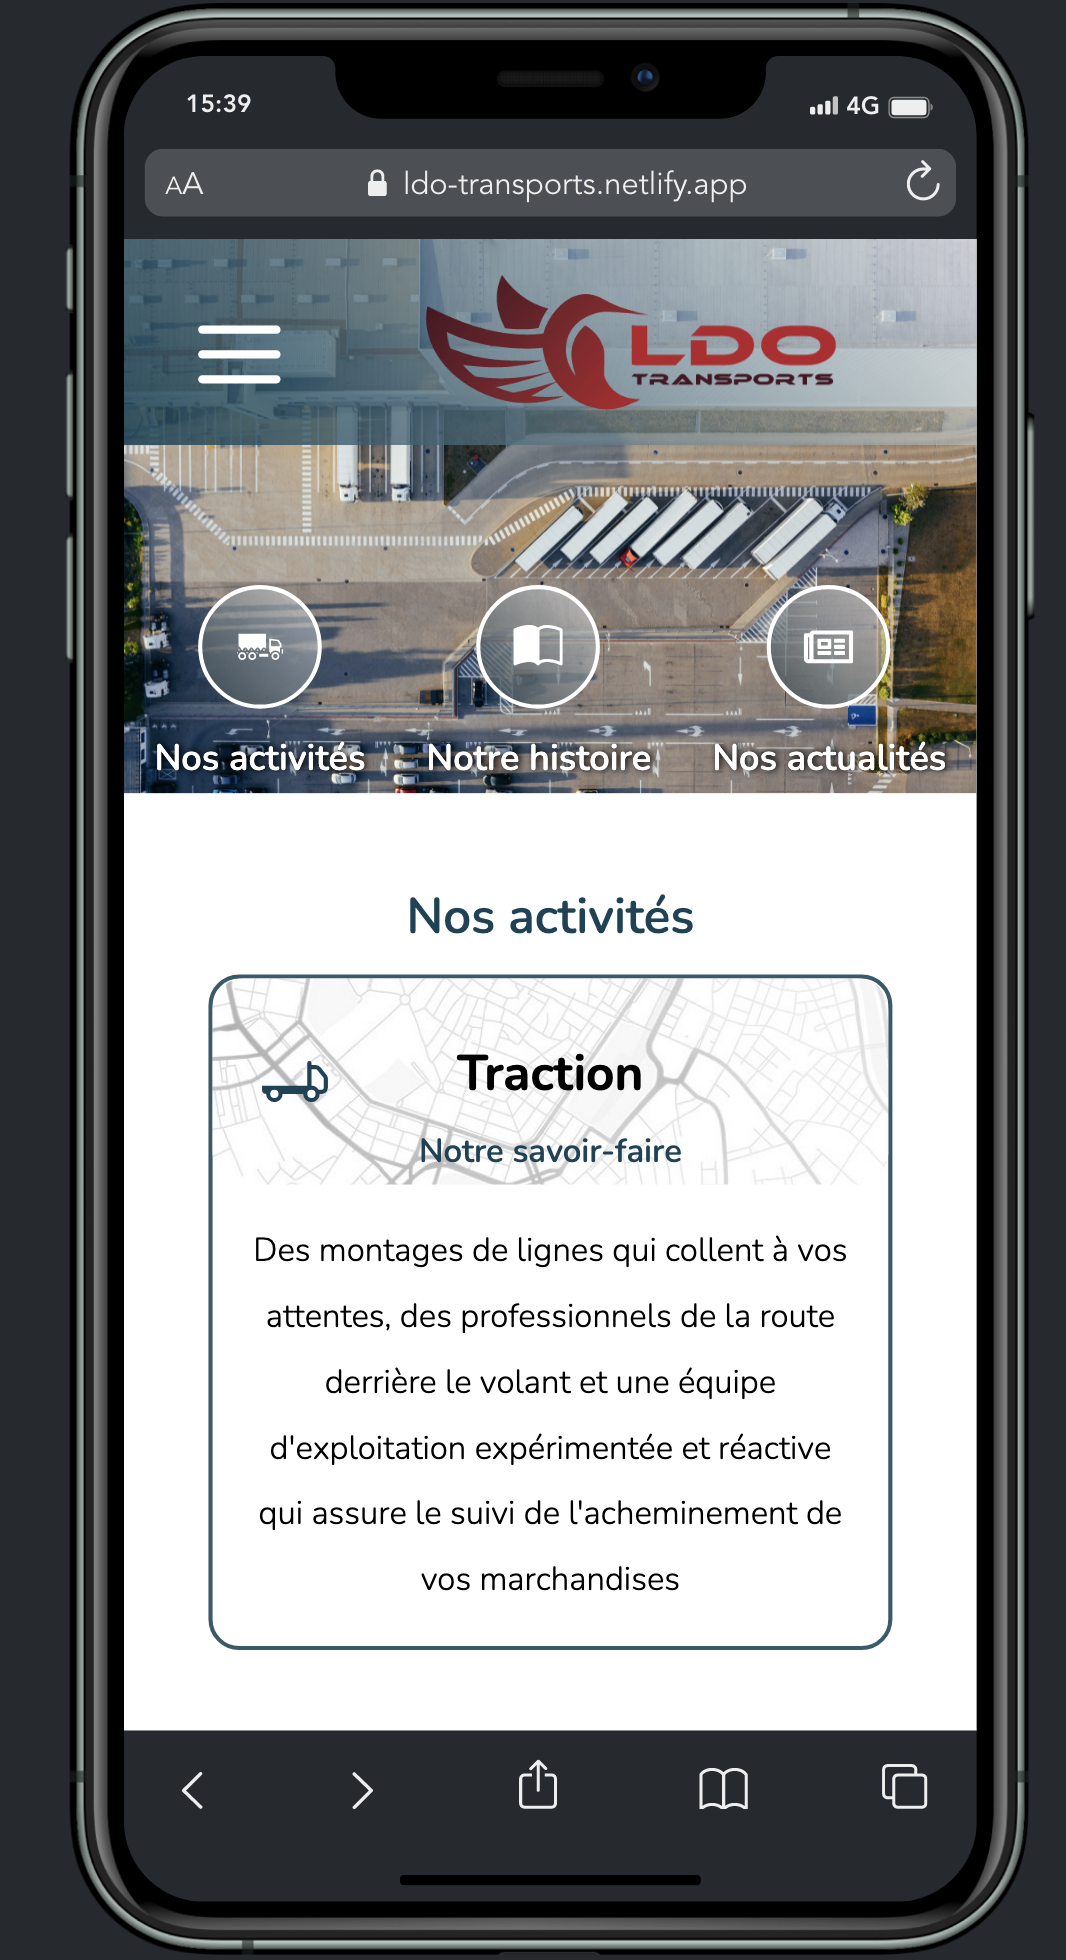 15:39
4G
AA
ldo-transports.netlify.app
LDO
TRANSPORTS
Nos activités
Notre histoire
Nos actualités
Nos activités
Traction
Notre savoir-faire
Des montages de lignes qui collent à vos
attentes, des professionnels de la route
derrière le volant et une équipe
d'exploitation expérimentée et réactive
qui assure le suivi de l'acheminement de
vos marchandises